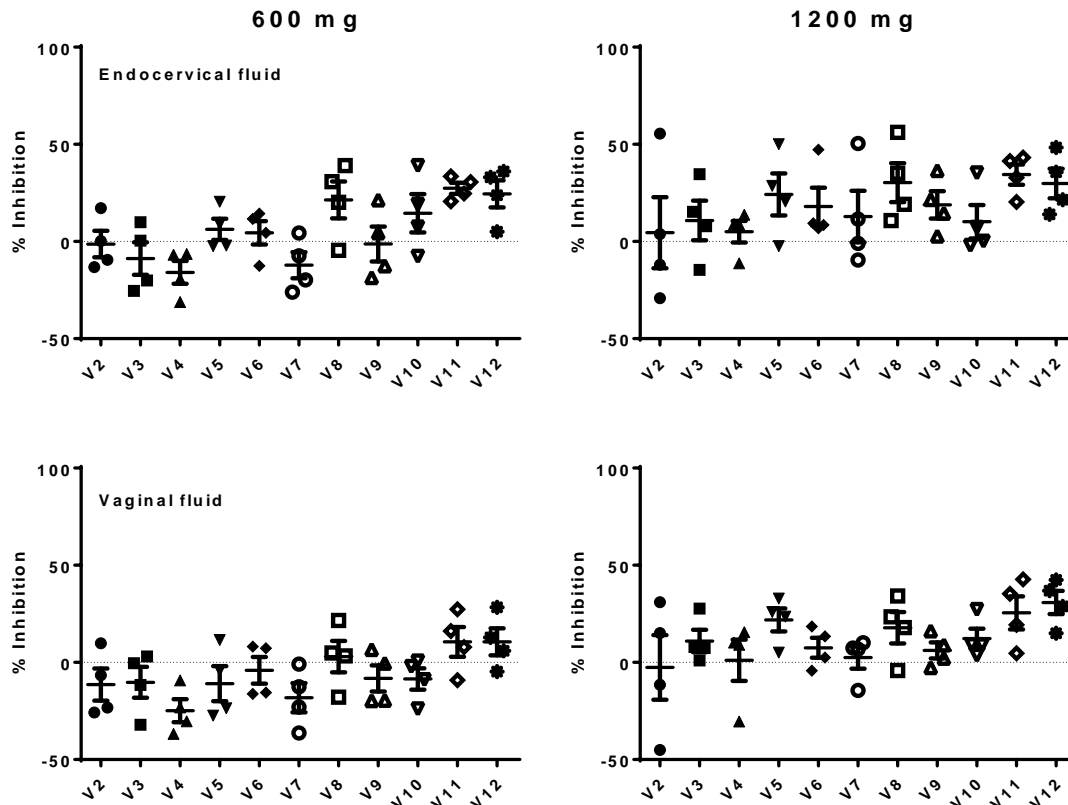 600 mg
1200 mg
100
50
0
-50
% Inhibition
Endocervical fluid
V2 V3 V4 V5 V6 V7 V8 V9 V10 V11 V12
100
50
0
-50
% Inhibition
V2 V3 V4 V5 V6 V7 V8 V9 V10 V11 V12
100
50
0
-50
% Inhibition
Vaginal fluid
V2 V3 V4 V5 V6 V7 V8 V9 V10 V11 V12
100
50
0
-50
% Inhibition
V2 V3 V4 V5 V6 V7 V8 V9 V10 V11 V12